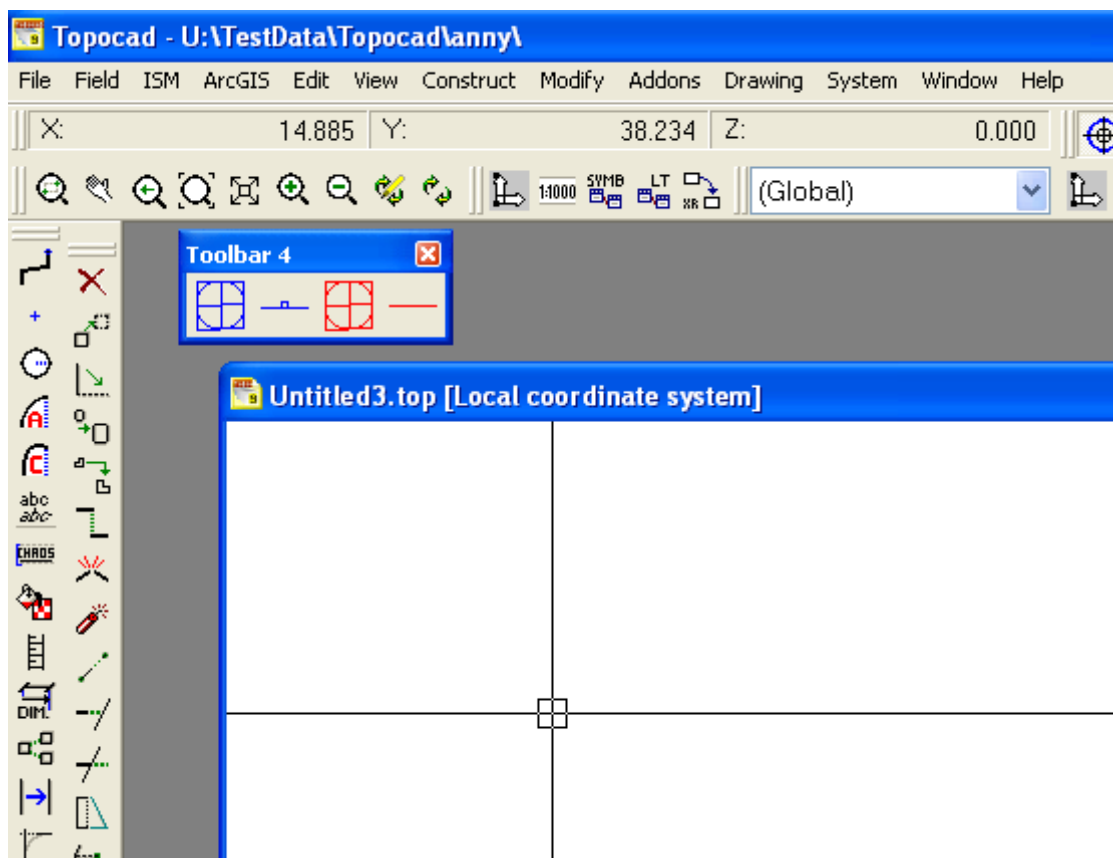 Topocad - U:\TestData\Topocad\anny\
File Field ISM ArcGIS Edit View Construct Modify Addons Drawing System Window Help
X: 14.885 Y: 38.234 Z: 0.000
1:1000 SYMB LT XR (Global)
Toolbar 4
Untitled3.top [Local coordinate system]
A
C
abc
abc
CHAOS
DIM.